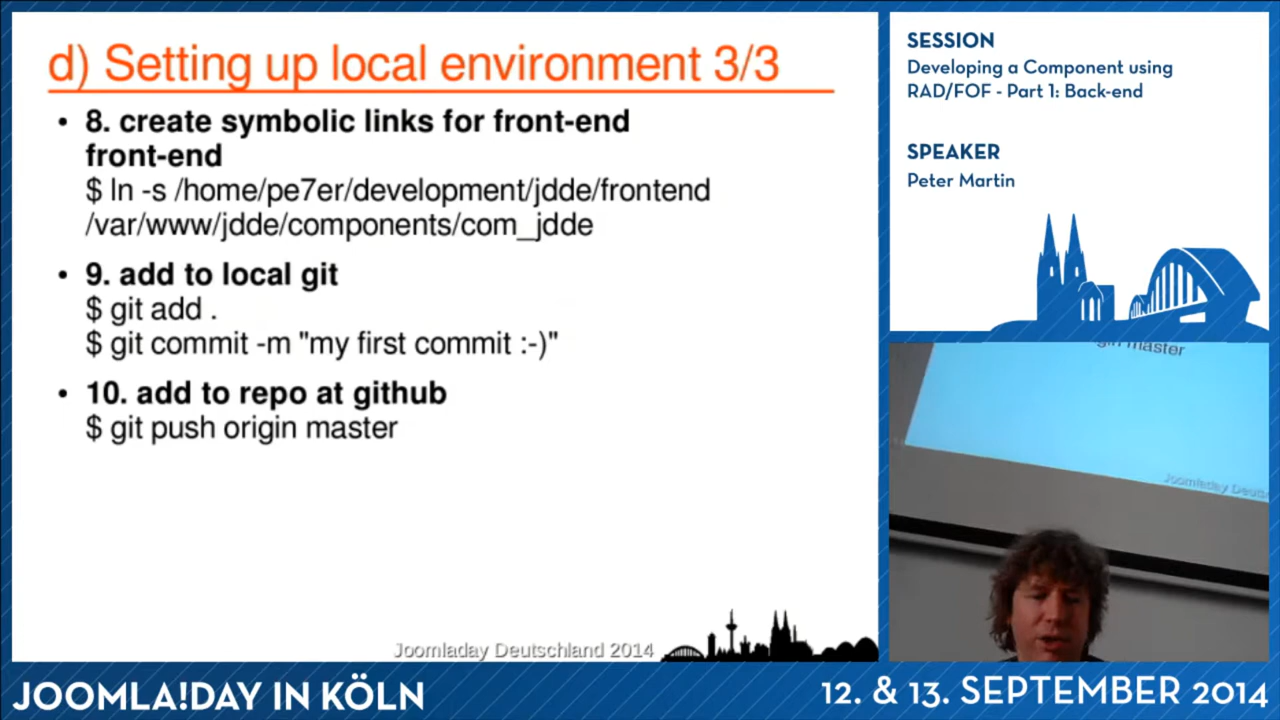 d) Setting up local environment 3/3
• 8. create symbolic links for front-end
front-end
$ ln -s /home/pe7er/development/jdde/frontend
/var/www/jdde/components/com_jdde
• 9. add to local git
$ git add .
$ git commit -m "my first commit :-)"
• 10. add to repo at github
$ git push origin master
Joomladay Deutschland 2014
SESSION
Developing a Component using
RAD/FOF - Part 1: Back-end
SPEAKER
Peter Martin
master
Joomladay
JOOMLA!DAY IN KÖLN
12. & 13. SEPTEMBER 2014